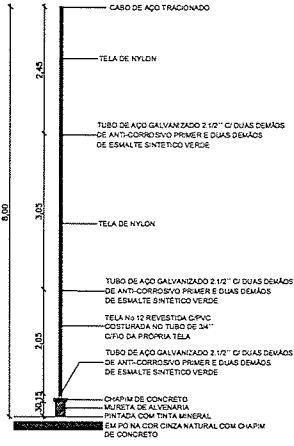 CABO DE AÇO TRACIONADO
2,45
TELA DE NYLON
TUBO DE AÇO GALVANIZADO 2.1/2" C/ DUAS DEMÃOS
DE ANTI-CORROSIVO PRIMER E DUAS DEMÃOS
DE ESMALTE SINTETICO VERDE
8,00
3,05
TELA DE NYLON
TUBO DE AÇO GALVANIZADO 2.1/2" C/ DUAS DEMÃOS
DE ANTI-CORROSIVO PRIMER E DUAS DEMÃOS
DE ESMALTE SINTÉTICO VERDE
TELA No 12 REVESTIDA C/PVC
COSTURADA NO TUBO DE 3/4"
C/FIO DA PRÓPRIA TELA
2,05
TUBO DE AÇO GALVANIZADO 2.1/2" C/ DUAS DEMÃOS
DE ANTI-CORROSIVO PRIMER E DUAS DEMÃOS
DE ESMALTE SINTÉTICO VERDE
CHAPIM DE CONCRETO
MURETA DE ALVENARIA
PINTADA COM TINTA MINERAL
EM PÓ NA COR CINZA NATURAL COM CHAPIM
DE CONCRETO